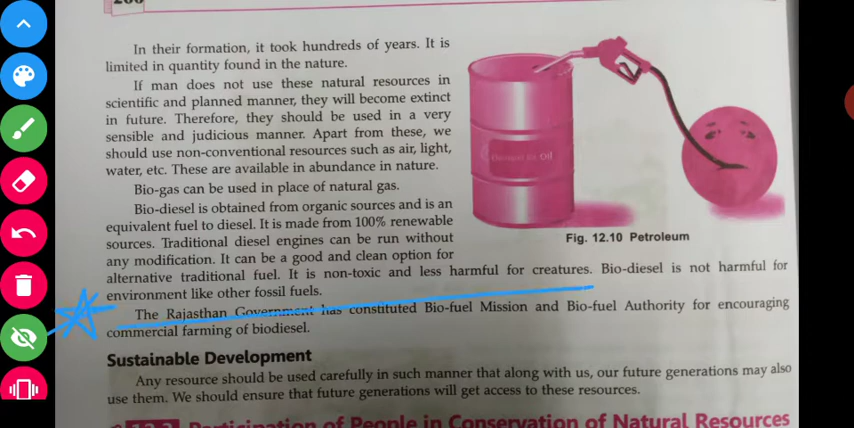 In their formation, it took hundreds of years. It is
limited in quantity found in the nature.
If man does not use these natural resources in
scientific and planned manner, they will become extinct
in future. Therefore, they should be used in a very
sensible and judicious manner. Apart from these, we
should use non-conventional resources such as air, light,
water, etc. These are available in abundance in nature.
Bio-gas can be used in place of natural gas.
Bio-diesel is obtained from organic sources and is an
equivalent fuel to diesel. It is made from 100% renewable
sources. Traditional diesel engines can be run without
any modification. It can be a good and clean option for
alternative traditional fuel. It is non-toxic and less harmful for creatures. Bio-diesel is not harmful for
environment like other fossil fuels.
Oil
Fig. 12.10 Petroleum
The Rajasthan Government has constituted Bio-fuel Mission and Bio-fuel Authority for encouraging
commercial farming of biodiesel.
Sustainable Development
Any resource should be used carefully in such manner that along with us, our future generations may also
use them. We should ensure that future generations will get access to these resources.
Participation of People in Conservation of Natural Resources